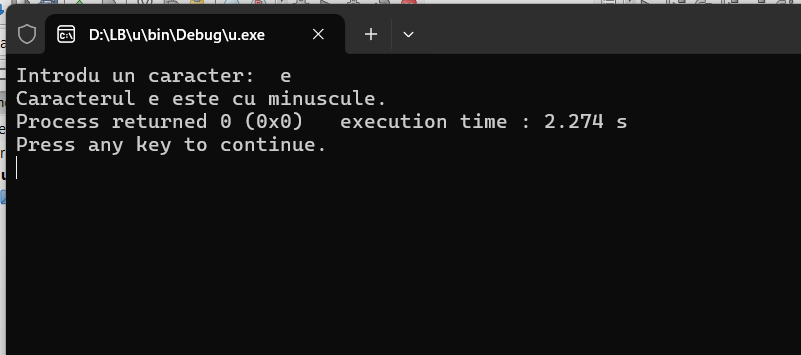 D:\LB\u\bin\Debug\u.exe
Introdu un caracter:  e
Caracterul e este cu minuscule.
Process returned 0 (0x0)   execution time : 2.274 s
Press any key to continue.